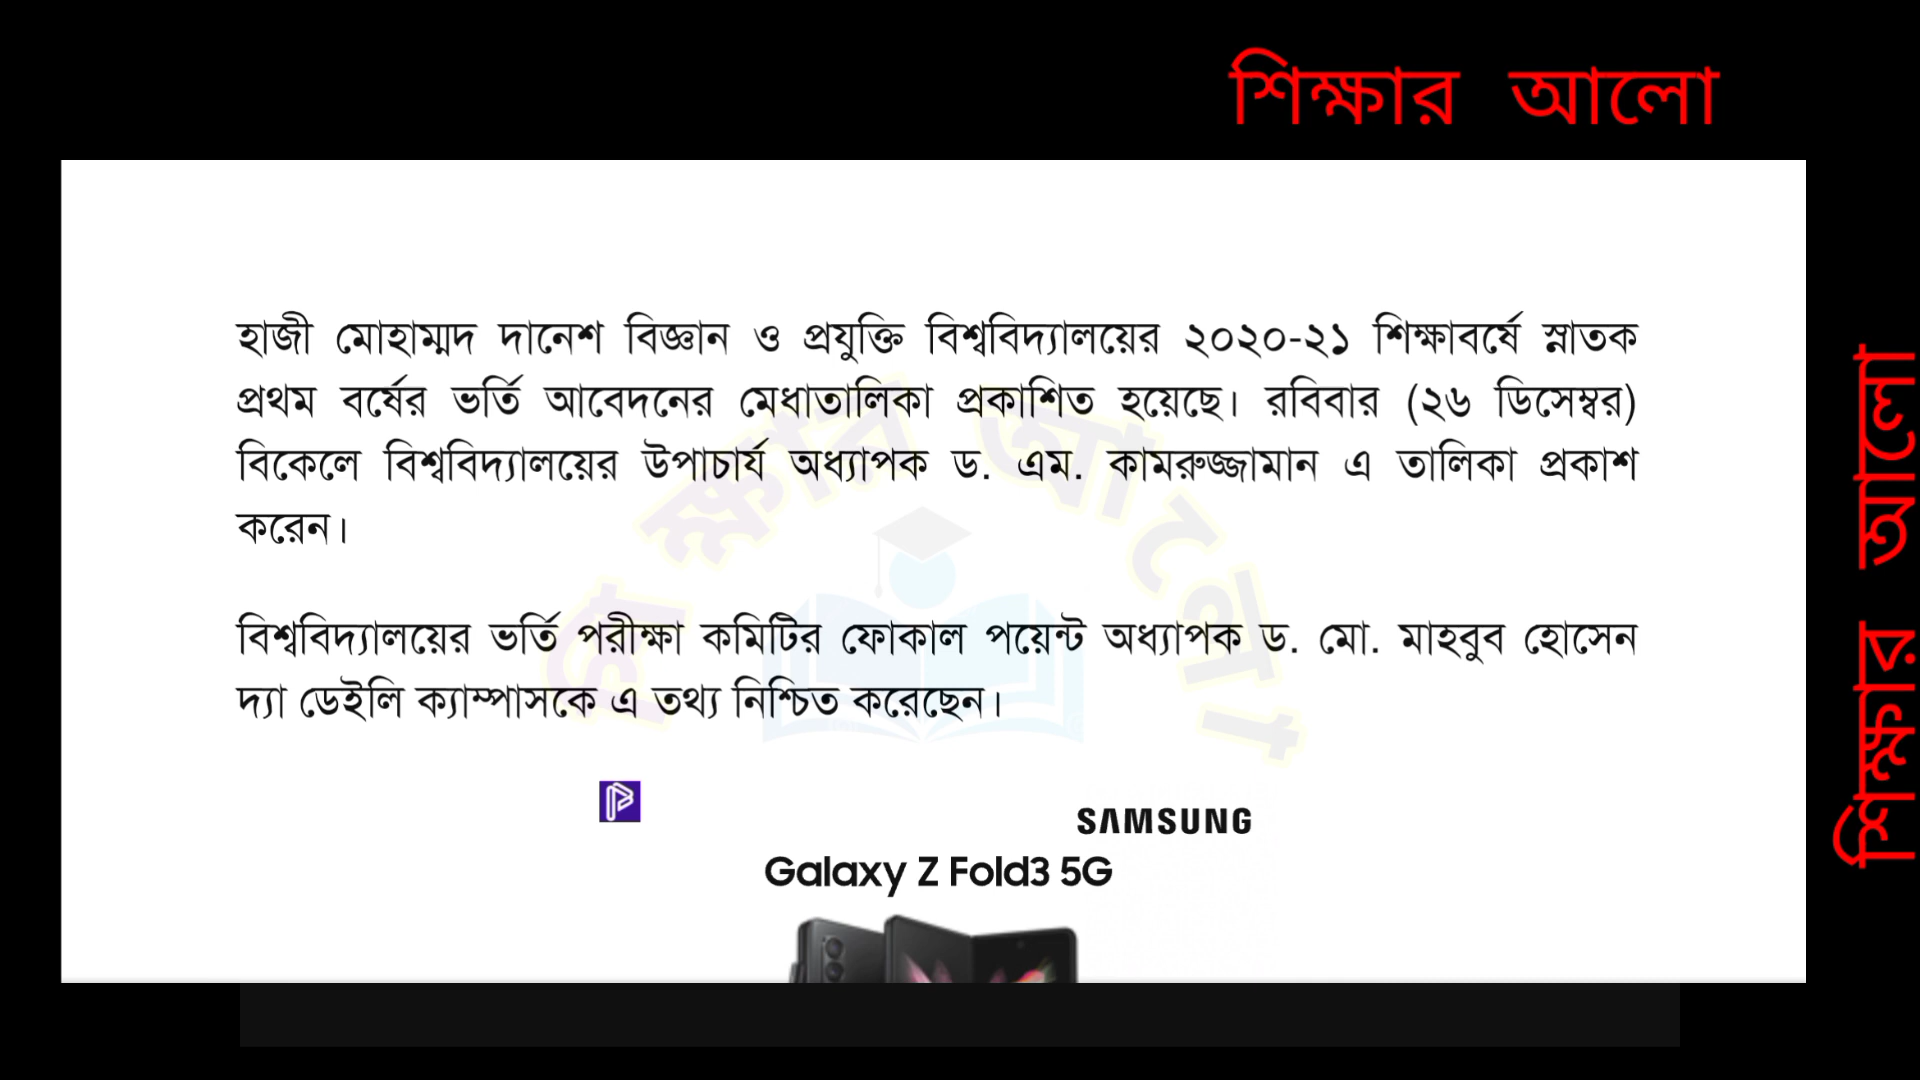 শিক্ষার আলো
হাজী মোহাম্মদ দানেশ বিজ্ঞান ও প্রযুক্তি বিশ্ববিদ্যালয়ের ২০২০-২১ শিক্ষাবর্ষে স্নাতক
প্রথম বর্ষের ভর্তি আবেদনের মেধাতালিকা প্রকাশিত হয়েছে। রবিবার (২৬ ডিসেম্বর)
বিকেলে বিশ্ববিদ্যালয়ের উপাচার্য অধ্যাপক ড. এম. কামরুজ্জামান এ তালিকা প্রকাশ
করেন।
বিশ্ববিদ্যালয়ের ভর্তি পরীক্ষা কমিটির ফোকাল পয়েন্ট অধ্যাপক ড. মো. মাহবুব হোসেন
দ্যা ডেইলি ক্যাম্পাসকে এ তথ্য নিশ্চিত করেছেন।
শিক্ষার আলো
SAMSUNG
Galaxy Z Fold3 5G
শিক্ষার আলো